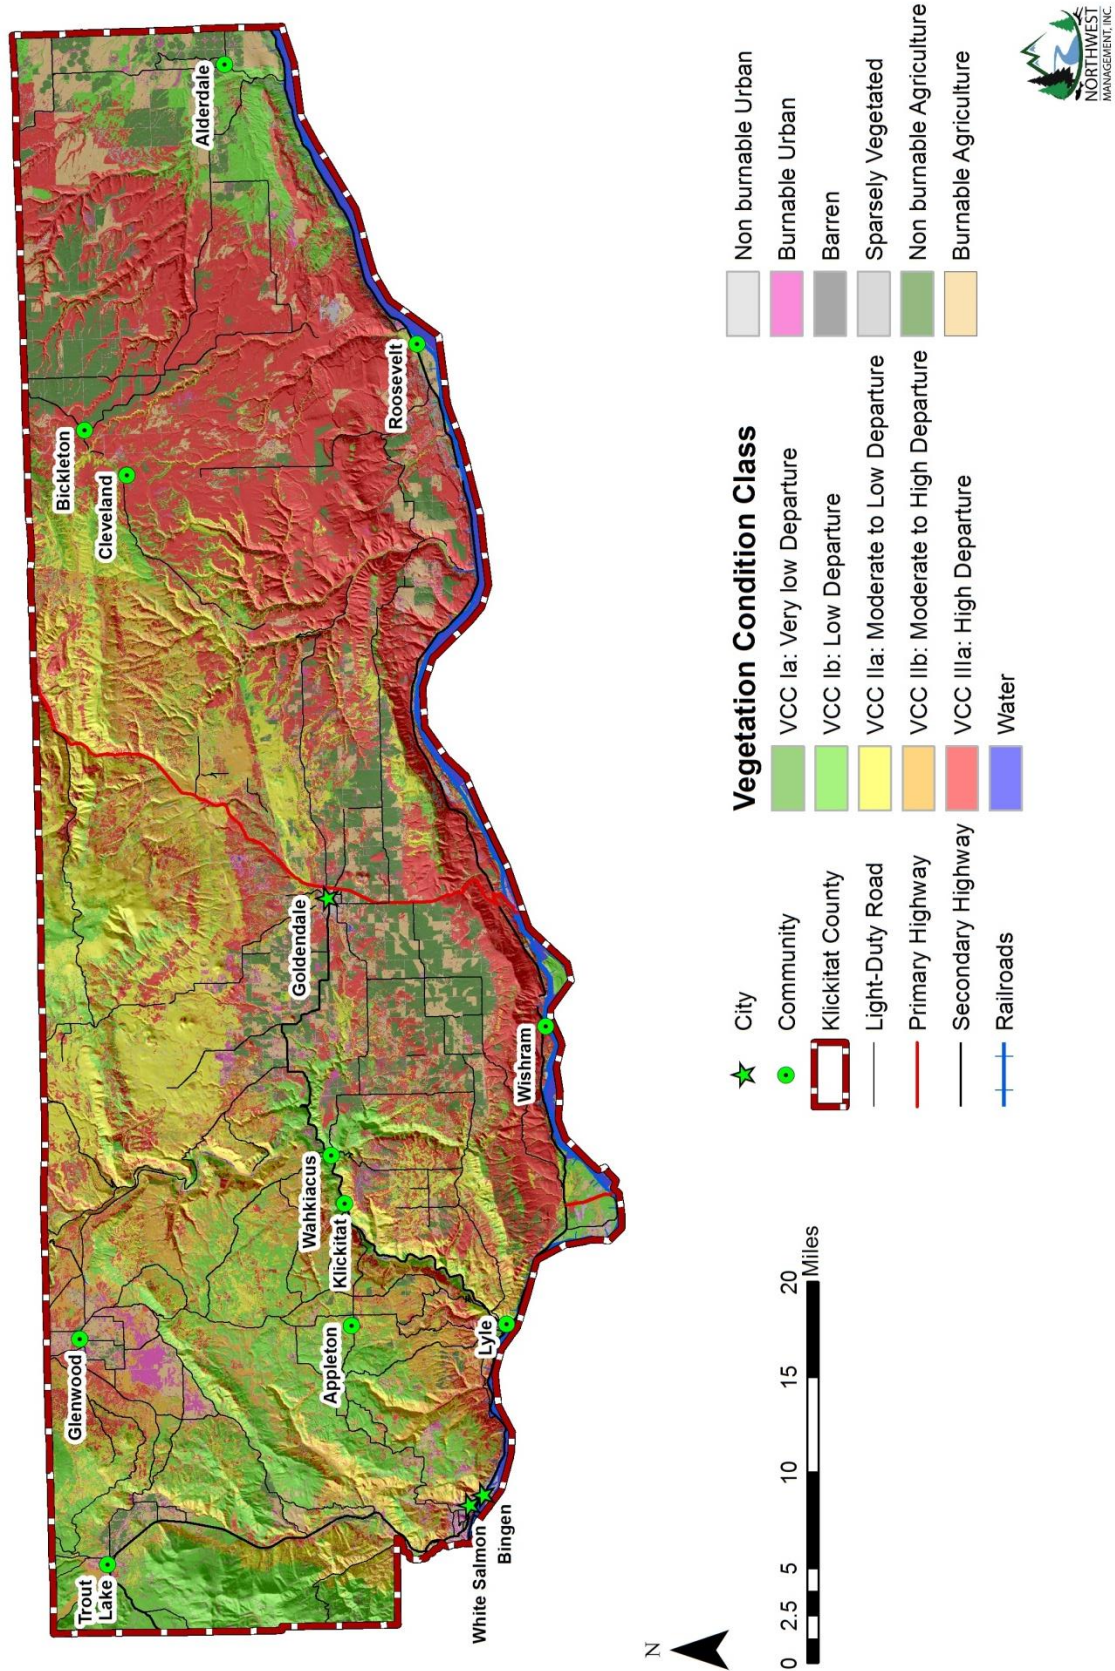 Trout
Lake
Glenwood
White Salmon
Bingen
Appleton
Lyle
Klickitat
Wahkiacus
Wishram
Goldendale
Cleveland
Bickleton
Roosevelt
Alderdale
N
0 2.5 5 10 15 20
Miles
City
Community
Klickitat County
Light-Duty Road
Primary Highway
Secondary Highway
Railroads
Vegetation Condition Class
VCC Ia: Very low Departure
VCC Ib: Low Departure
VCC IIa: Moderate to Low Departure
VCC IIb: Moderate to High Departure
VCC IIIa: High Departure
Water
Non burnable Urban
Burnable Urban
Barren
Sparsely Vegetated
Non burnable Agriculture
Burnable Agriculture
NORTHWEST
MANAGEMENT, INC.